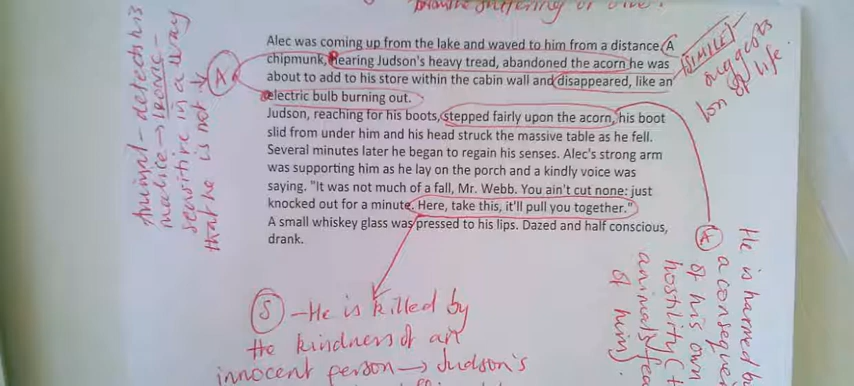 Alec was coming up from the lake and waved to him from a distance. A
chipmunk, hearing Judson's heavy tread, abandoned the acorn he was
about to add to his store within the cabin wall and disappeared, like an
electric bulb burning out.
Judson, reaching for his boots, stepped fairly upon the acorn, his boot
slid from under him and his head struck the massive table as he fell.
Several minutes later he began to regain his senses. Alec's strong arm
was supporting him as he lay on the porch and a kindly voice was
saying. "It was not much of a fall, Mr. Webb. You ain't cut none: just
knocked out for a minute. Here, take this, it'll pull you together."
A small whiskey glass was pressed to his lips. Dazed and half conscious,
drank.
Animal - detects his
malice → ironic -
sensitive in a way
that he is not
A
SIMILE
suggests
of life
A
He is harmed b
a conseque
of his own
hostility (t
animals fea
of him)
S - He is killed by
the kindness of an
innocent person → Judson's